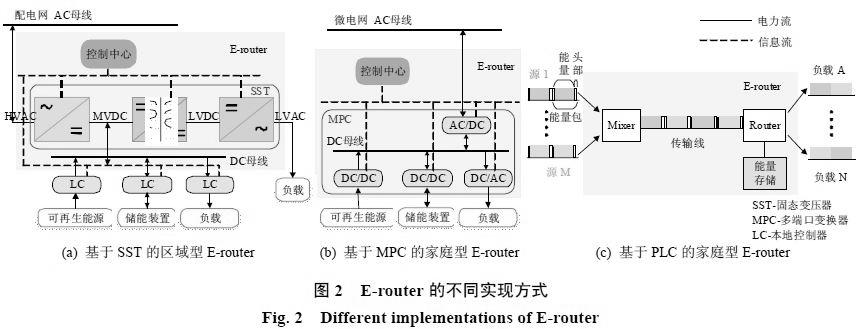 配电网 AC母线
控制中心
E-router
SST
HVAC
MVDC
LVDC
LVAC
DC母线
LC
LC
LC
可再生能源
储能装置
负载
负载
(a) 基于 SST 的区域型 E-router
微电网 AC母线
控制中心
E-router
MPC
AC/DC
DC母线
DC/DC
DC/DC
DC/AC
可再生能源
储能装置
负载
(b) 基于 MPC 的家庭型 E-router
电力流
信息流
能量
头部
源 1
能量包
E-router
负载 A
Mixer
传输线
Router
源 M
能量存储
负载 N
SST-固态变压器
MPC-多端口变换器
LC-本地控制器
(c) 基于 PLC 的家庭型 E-router
图 2 E-router 的不同实现方式
Fig. 2 Different implementations of E-router